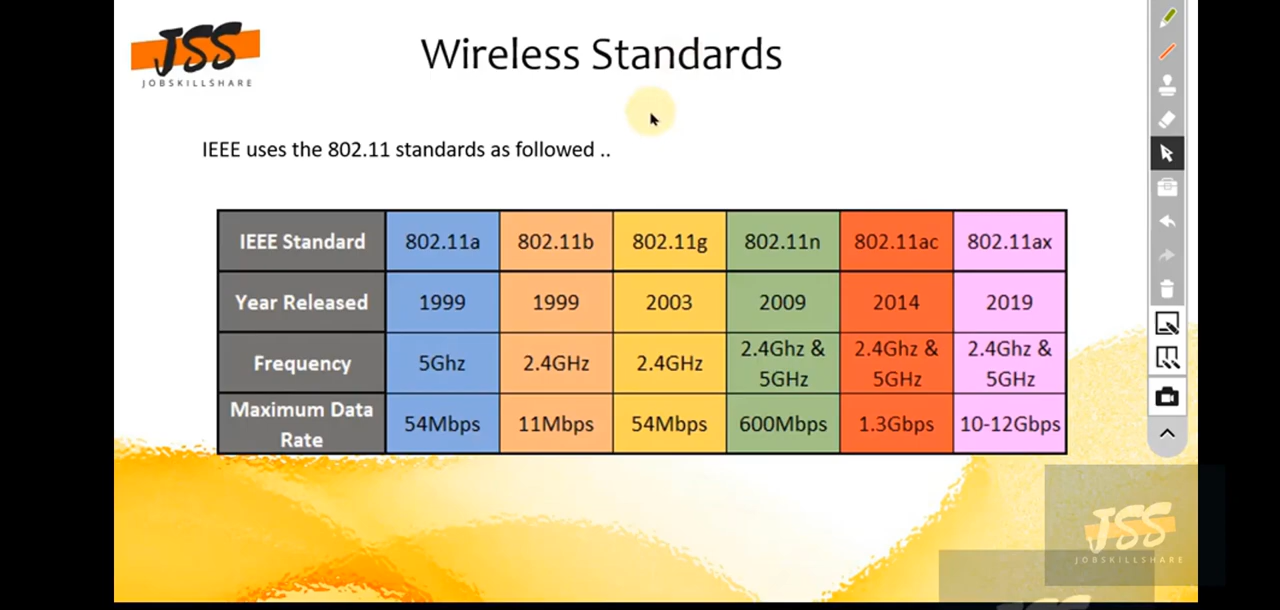 JSS
JOBSKILLSHARE
Wireless Standards
IEEE uses the 802.11 standards as followed ..
IEEE Standard 802.11a 802.11b 802.11g 802.11n 802.11ac 802.11ax
Year Released 1999 1999 2003 2009 2014 2019
Frequency 5Ghz 2.4GHz 2.4GHz 2.4Ghz & 5GHz 2.4Ghz & 5GHz 2.4Ghz & 5GHz
Maximum Data Rate 54Mbps 11Mbps 54Mbps 600Mbps 1.3Gbps 10-12Gbps
JSS
JOBSKILLSHARE